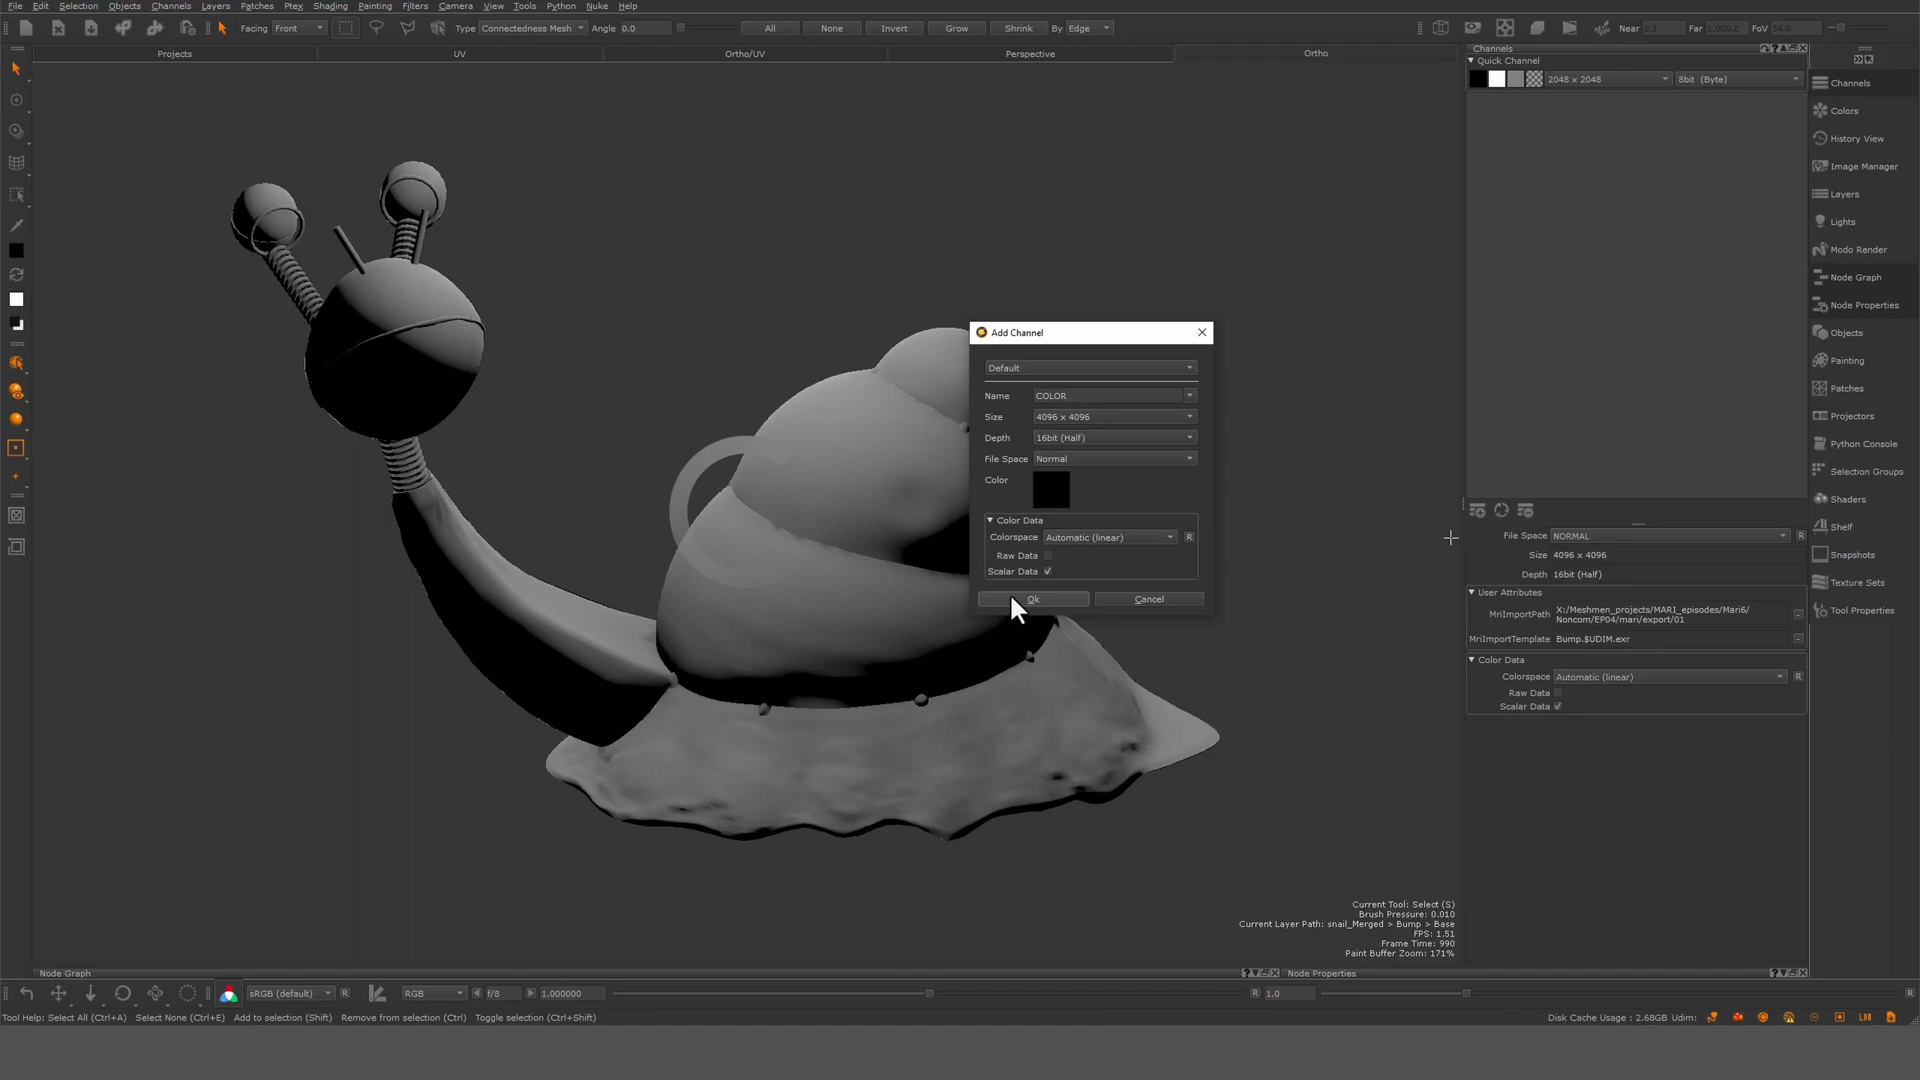 File Edit Selection Objects Channels Layers Patches Ptex Shading Painting Filters Camera View Tools Python Nuke Help
Facing Front Type Connectedness Mesh Angle 0.0 All None Invert Grow Shrink By Edge Near 0.1 Far 1,000.0 FoV 24.0
Projects UV Ortho/UV Perspective Ortho
Channels
Quick Channel
2048 x 2048 8bit (Byte)
Channels
Colors
History View
Image Manager
Layers
Lights
Modo Render
Node Graph
Node Properties
Objects
Painting
Patches
Projectors
Python Console
Selection Groups
Shaders
Shelf
Snapshots
Texture Sets
Tool Properties
Add Channel
Default
Name COLOR
Size 4096 x 4096
Depth 16bit (Half)
File Space Normal
Color
Color Data
Colorspace Automatic (linear) R
Raw Data
Scalar Data
Ok Cancel
File Space NORMAL R
Size 4096 x 4096
Depth 16bit (Half)
User Attributes
MriImportPath X:/Meshmen_projects/MARI_episodes/Mari6/
Noncom/EP04/mari/export/01
MriImportTemplate Bump.$UDIM.exr
Color Data
Colorspace Automatic (linear) R
Raw Data
Scalar Data
Current Tool: Select (S)
Brush Pressure: 0.010
Current Layer Path: snail_Merged > Bump > Base
FPS: 1.51
Frame Time: 990
Paint Buffer Zoom: 171%
Node Graph Node Properties
sRGB (default) R RGB f/8 1.000000 R 1.0 R
Tool Help: Select All (Ctrl+A) Select None (Ctrl+E) Add to selection (Shift) Remove from selection (Ctrl) Toggle selection (Ctrl+Shift) Disk Cache Usage : 2.68GB Udim: LDR